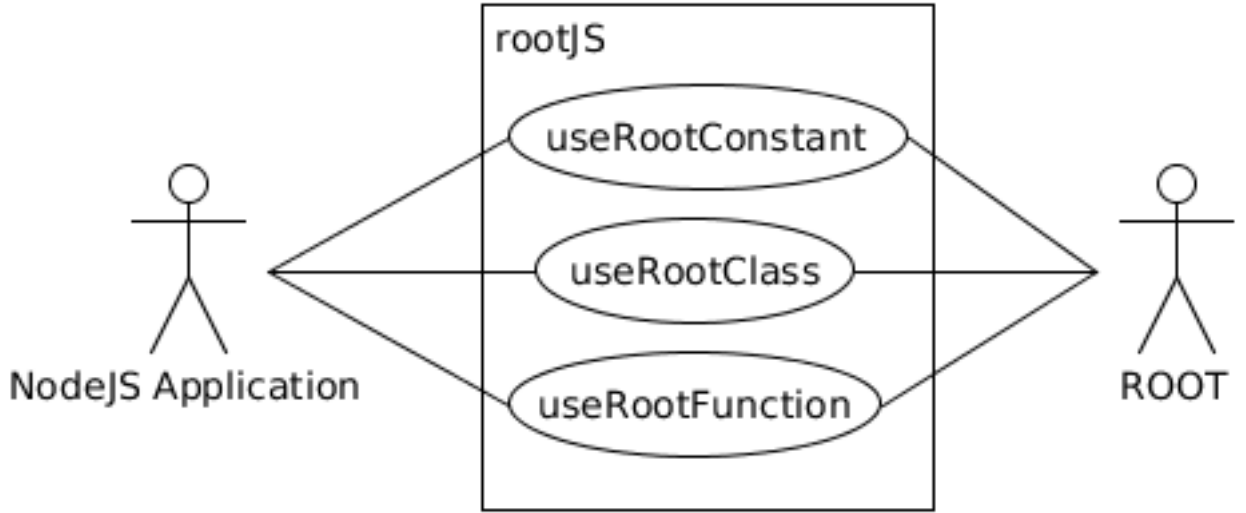 rootJS
useRootConstant
useRootClass
useRootFunction
NodeJS Application
ROOT